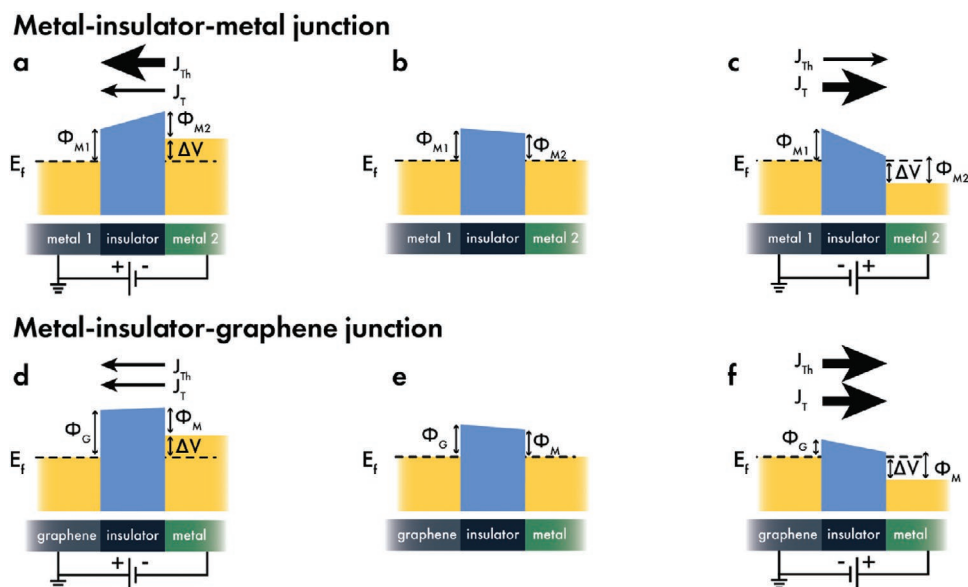 Metal-insulator-metal junction
a
J_Th
J_T
Φ_M1
Φ_M2
ΔV
E_f
metal 1 insulator metal 2
+ -
b
Φ_M1
Φ_M2
E_f
metal 1 insulator metal 2
c
J_Th
J_T
Φ_M1
ΔV
Φ_M2
E_f
metal 1 insulator metal 2
- +
Metal-insulator-graphene junction
d
J_Th
J_T
Φ_G
Φ_M
ΔV
E_f
graphene insulator metal
+ -
e
Φ_G
Φ_M
E_f
graphene insulator metal
f
J_Th
J_T
Φ_G
ΔV
Φ_M
E_f
graphene insulator metal
- +